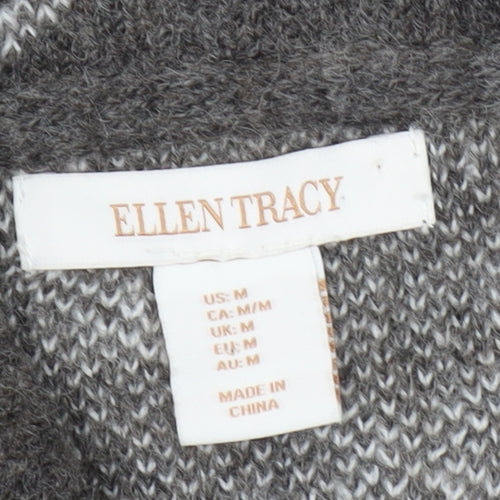 ELLEN TRACY
US: M
CA: M/M
UK: M
EU: M
AU: M
MADE IN
CHINA